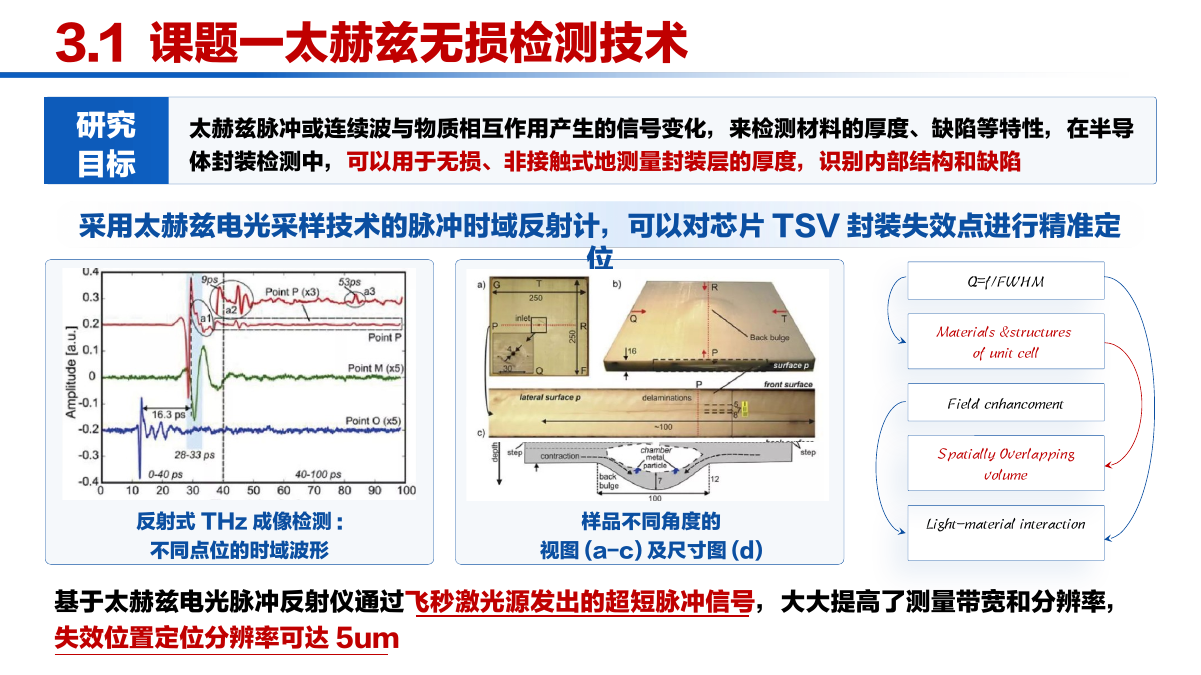 3.1 课题一太赫兹无损检测技术
研究
目标
太赫兹脉冲或连续波与物质相互作用产生的信号变化，来检测材料的厚度、缺陷等特性，在半导
体封装检测中，可以用于无损、非接触式地测量封装层的厚度，识别内部结构和缺陷
采用太赫兹电光采样技术的脉冲时域反射计，可以对芯片 TSV 封装失效点进行精准定
位
Amplitude [a.u.]
0.4
0.3
0.2
0.1
0
-0.1
-0.2
-0.3
-0.4
0 10 20 30 40 50 60 70 80 90 100
9ps
53ps
Point P (x3)
a3
a2
a1
Point P
Point M (x5)
16.3 ps
Point O (x5)
28-33 ps
0-40 ps
40-100 ps
反射式 THz 成像检测：
不同点位的时域波形
a)
G T
250
inlet
P R
250
30°
Q F
b)
R
Q T
Back bulge
16
P
surface p
P
front surface
lateral surface p
delaminations
~100
c)
depth
step
contraction
chamber
metal
particle
step
back
bulge
7
12
100
样品不同角度的
视图（a-c）及尺寸图（d）
Q=f/FWHM
Materials &structures
of unit cell
Field cnhancoment
Spatially Overlapping
volume
Light-material interaction
基于太赫兹电光脉冲反射仪通过飞秒激光源发出的超短脉冲信号，大大提高了测量带宽和分辨率，
失效位置定位分辨率可达 5um